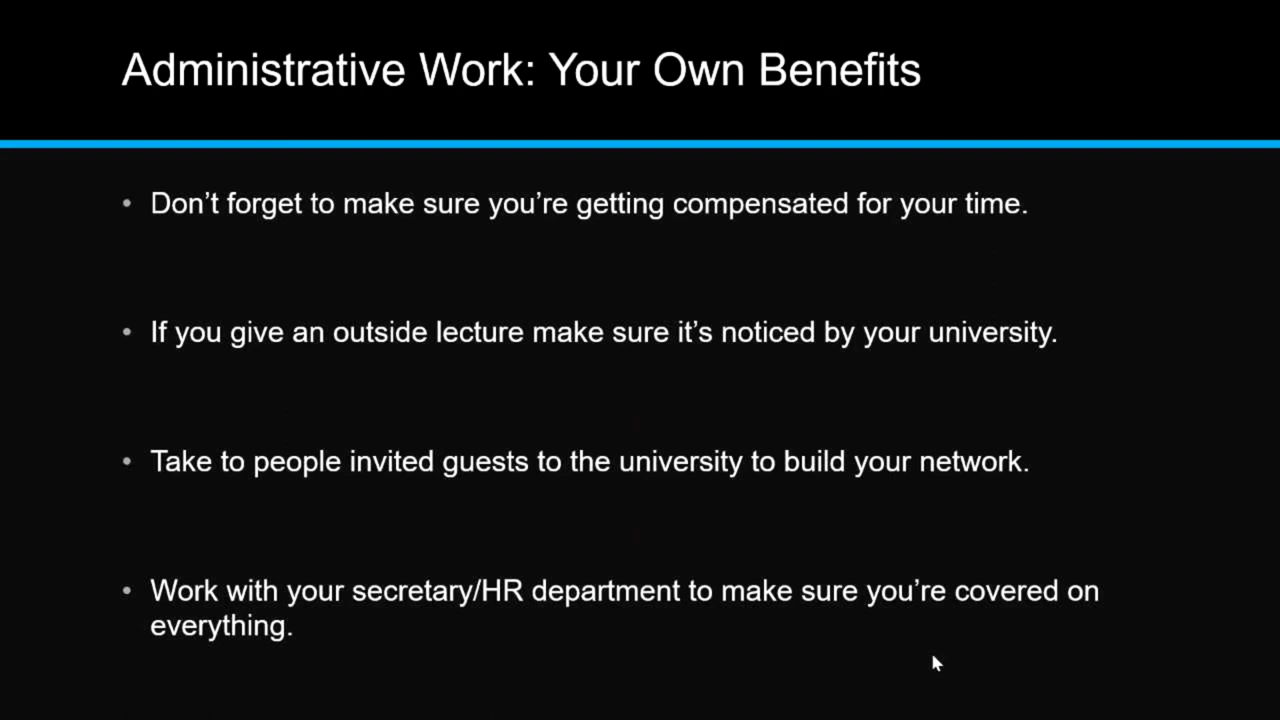 Administrative Work: Your Own Benefits
• Don’t forget to make sure you’re getting compensated for your time.
• If you give an outside lecture make sure it’s noticed by your university.
• Take to people invited guests to the university to build your network.
• Work with your secretary/HR department to make sure you’re covered on
everything.